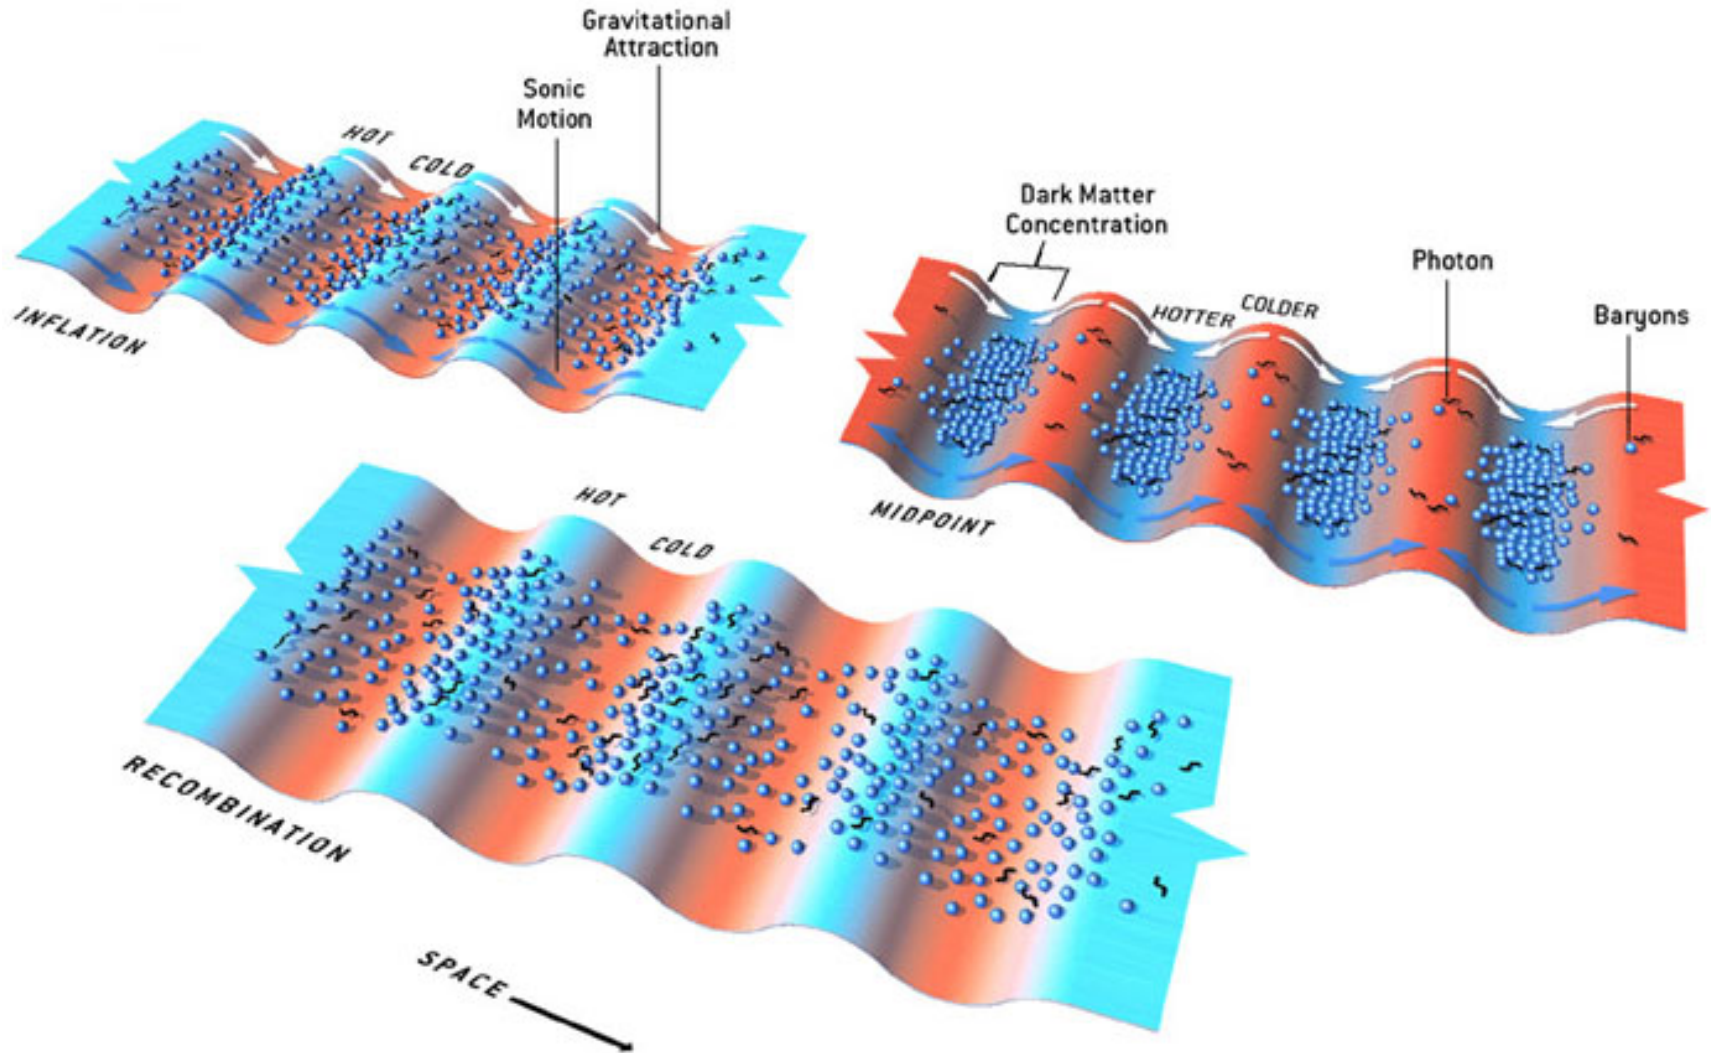 Gravitational
Attraction
Sonic
Motion
HOT
COLD
INFLATION
Dark Matter
Concentration
Photon
Baryons
HOTTER
COLDER
MIDPOINT
HOT
COLD
RECOMBINATION
SPACE